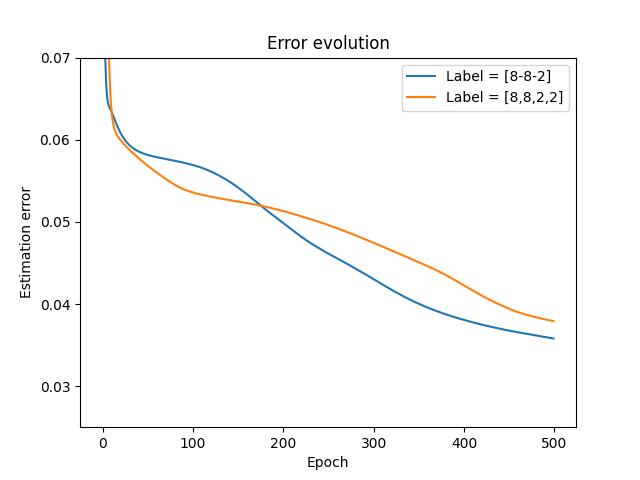 Error evolution
Label = [8-8-2]
Label = [8,8,2,2]
Estimation error
0.07
0.06
0.05
0.04
0.03
0 100 200 300 400 500
Epoch